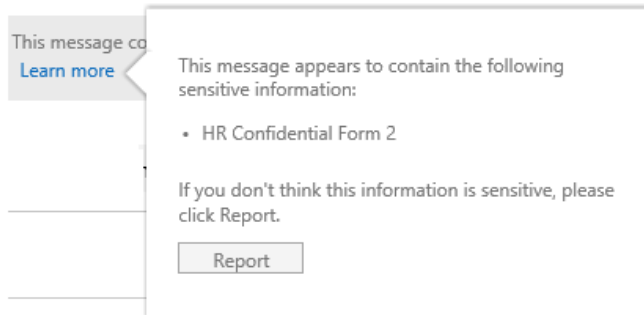 This message co
Learn more
This message appears to contain the following
sensitive information:
• HR Confidential Form 2
If you don't think this information is sensitive, please
click Report.
Report